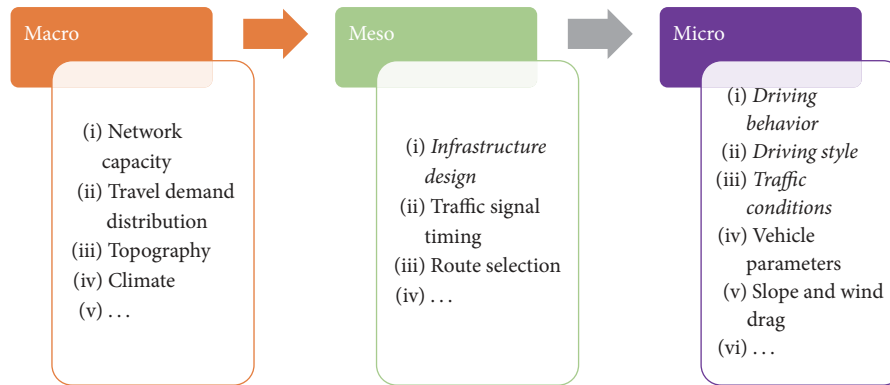 Macro
(i) Network
capacity
(ii) Travel demand
distribution
(iii) Topography
(iv) Climate
(v) . . .
Meso
(i) Infrastructure
design
(ii) Traffic signal
timing
(iii) Route selection
(iv) . . .
Micro
(i) Driving
behavior
(ii) Driving style
(iii) Traffic
conditions
(iv) Vehicle
parameters
(v) Slope and wind
drag
(vi) . . .